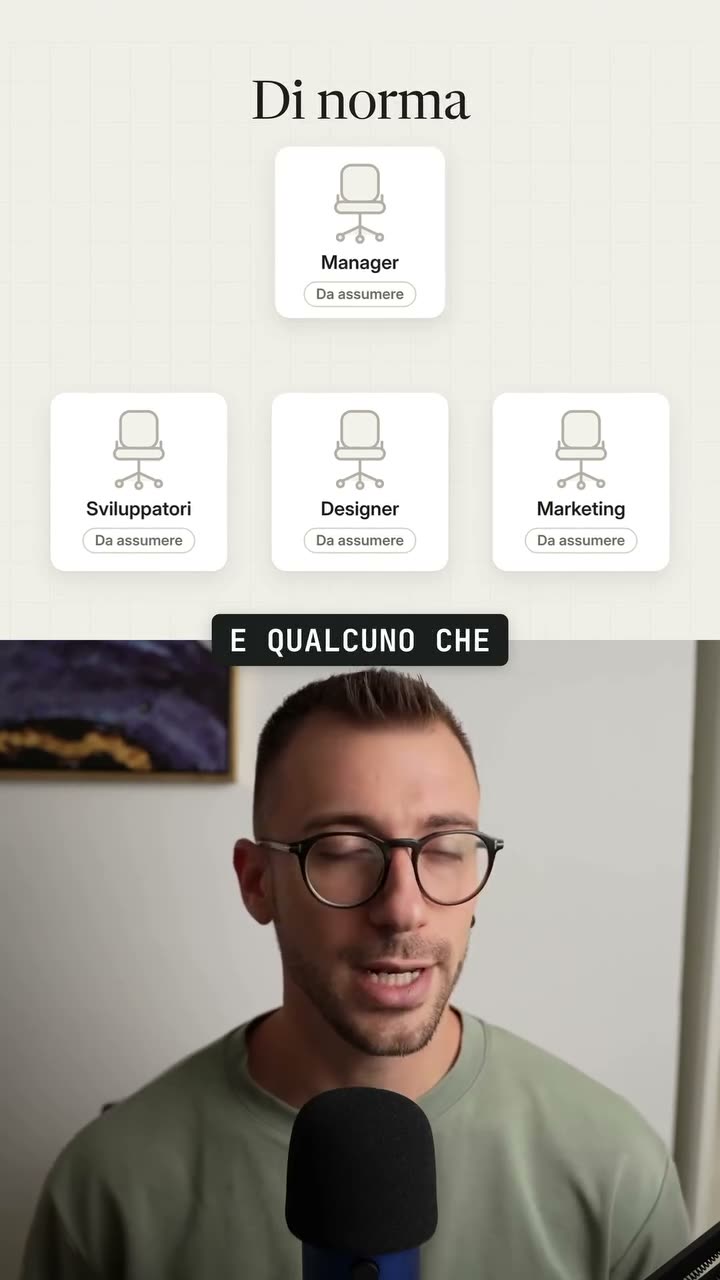 Di norma
Manager
Da assumere
Sviluppatori
Da assumere
Designer
Da assumere
Marketing
Da assumere
E QUALCUNO CHE